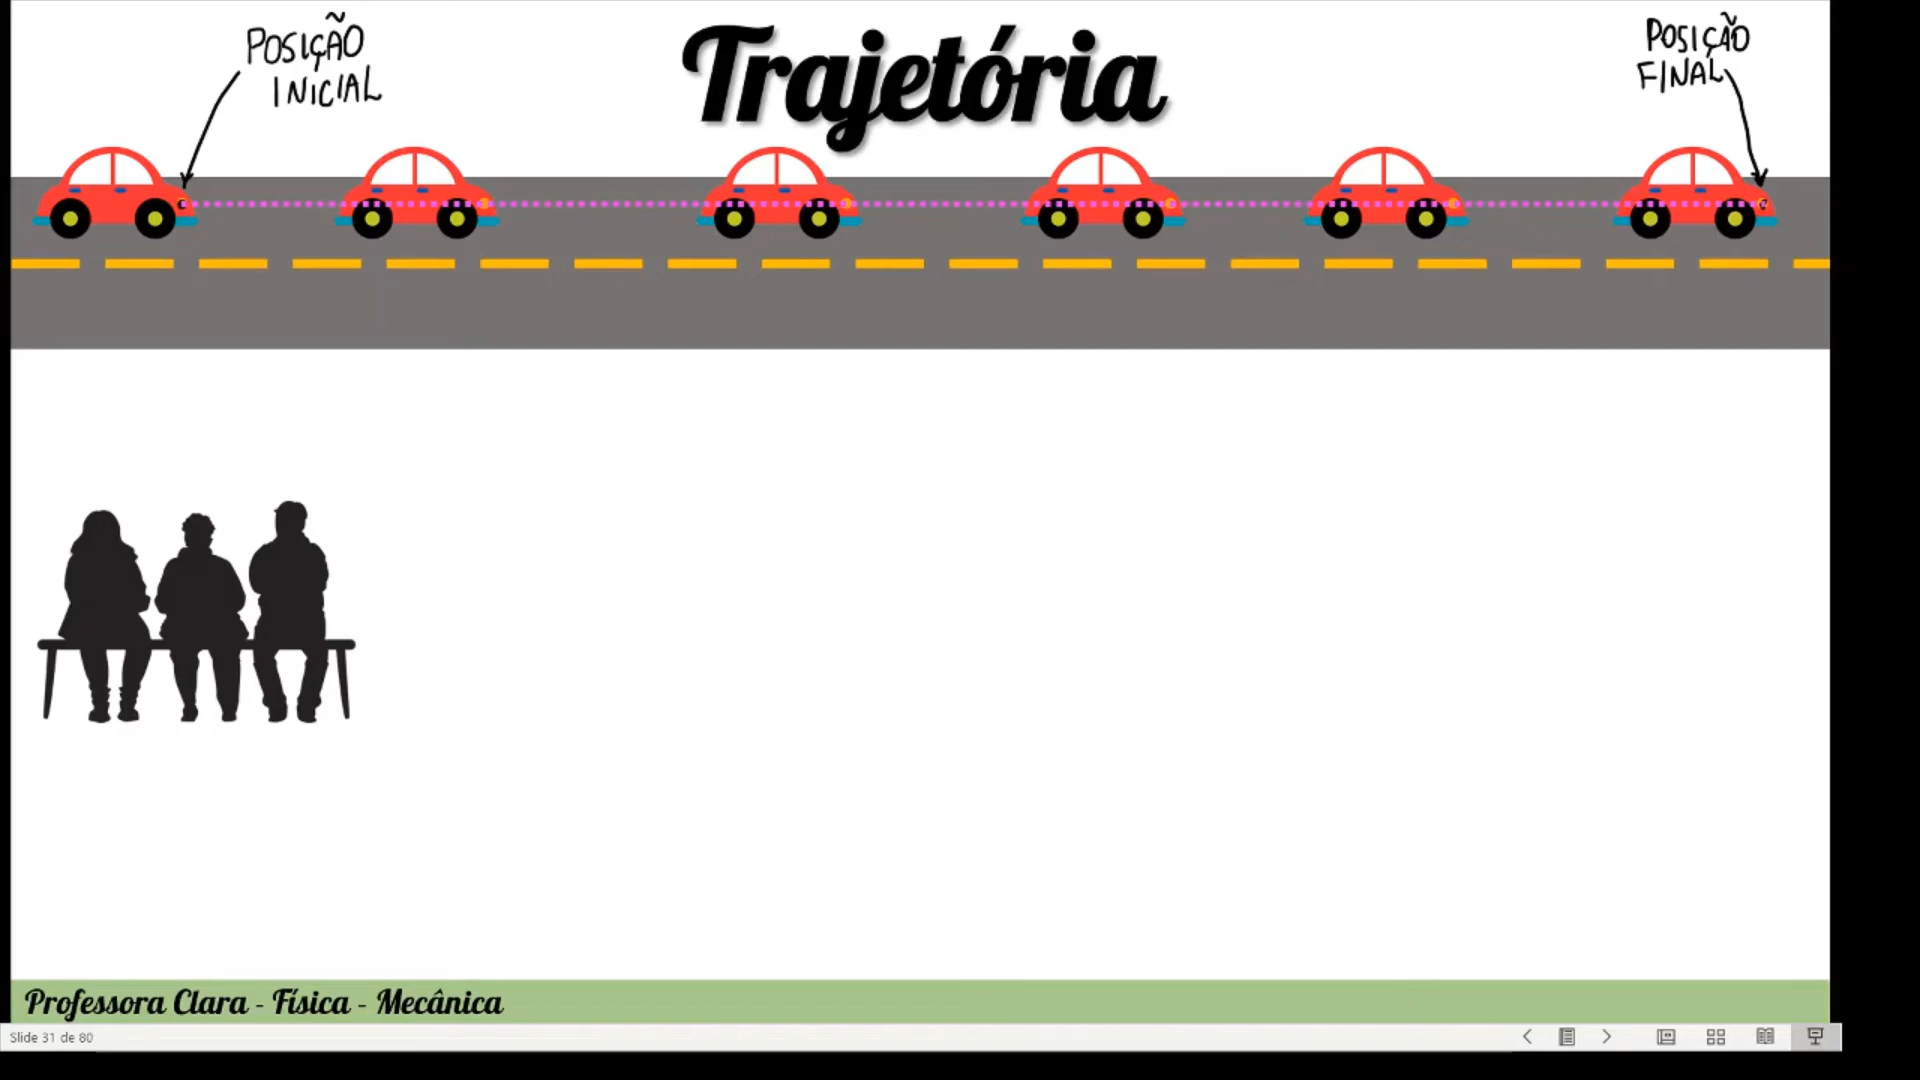 POSIÇÃO
INICIAL
Trajetória
POSIÇÃO
FINAL
Professora Clara - Física - Mecânica
Slide 31 de 80